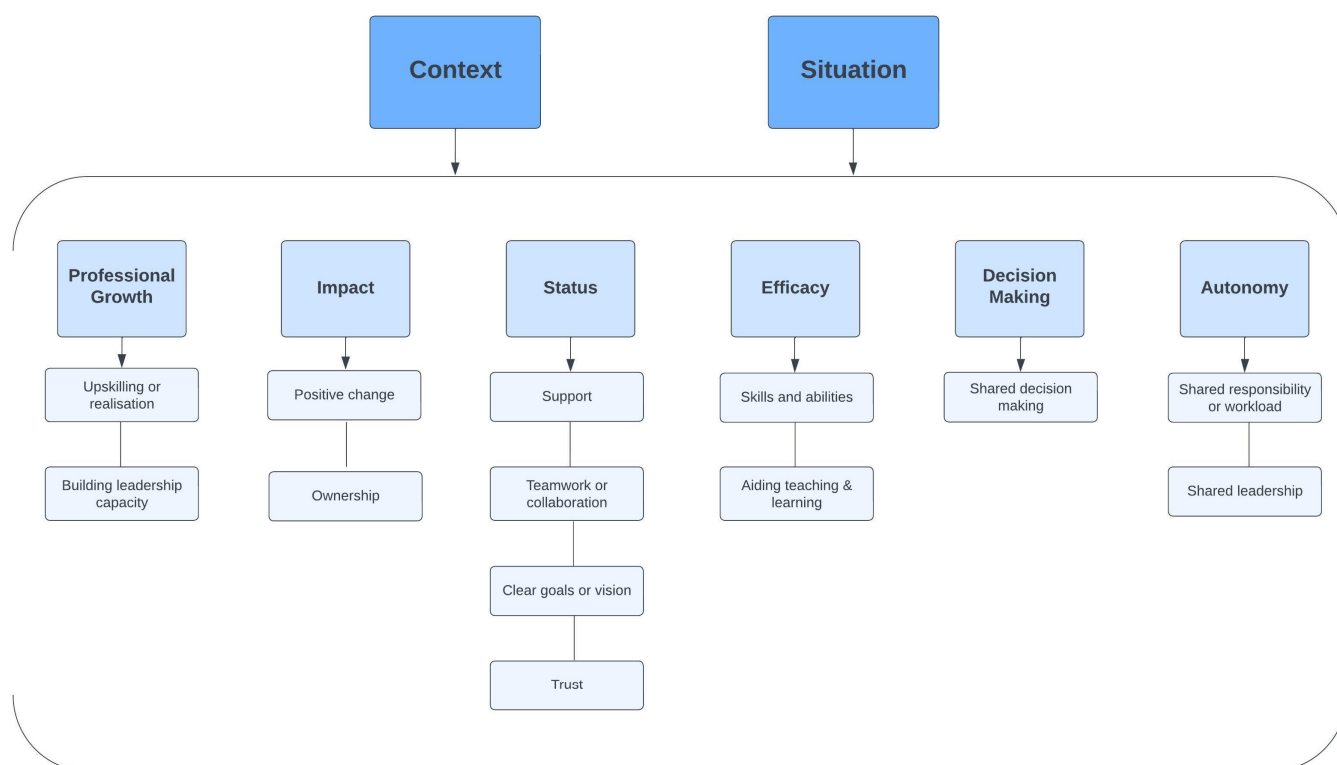 Context
Situation
Professional
Growth
Impact
Status
Efficacy
Decision
Making
Autonomy
Upskilling or
realisation
Positive change
Support
Skills and abilities
Shared decision
making
Shared responsibility
or workload
Building leadership
capacity
Ownership
Teamwork or
collaboration
Aiding teaching &
learning
Shared leadership
Clear goals or vision
Trust